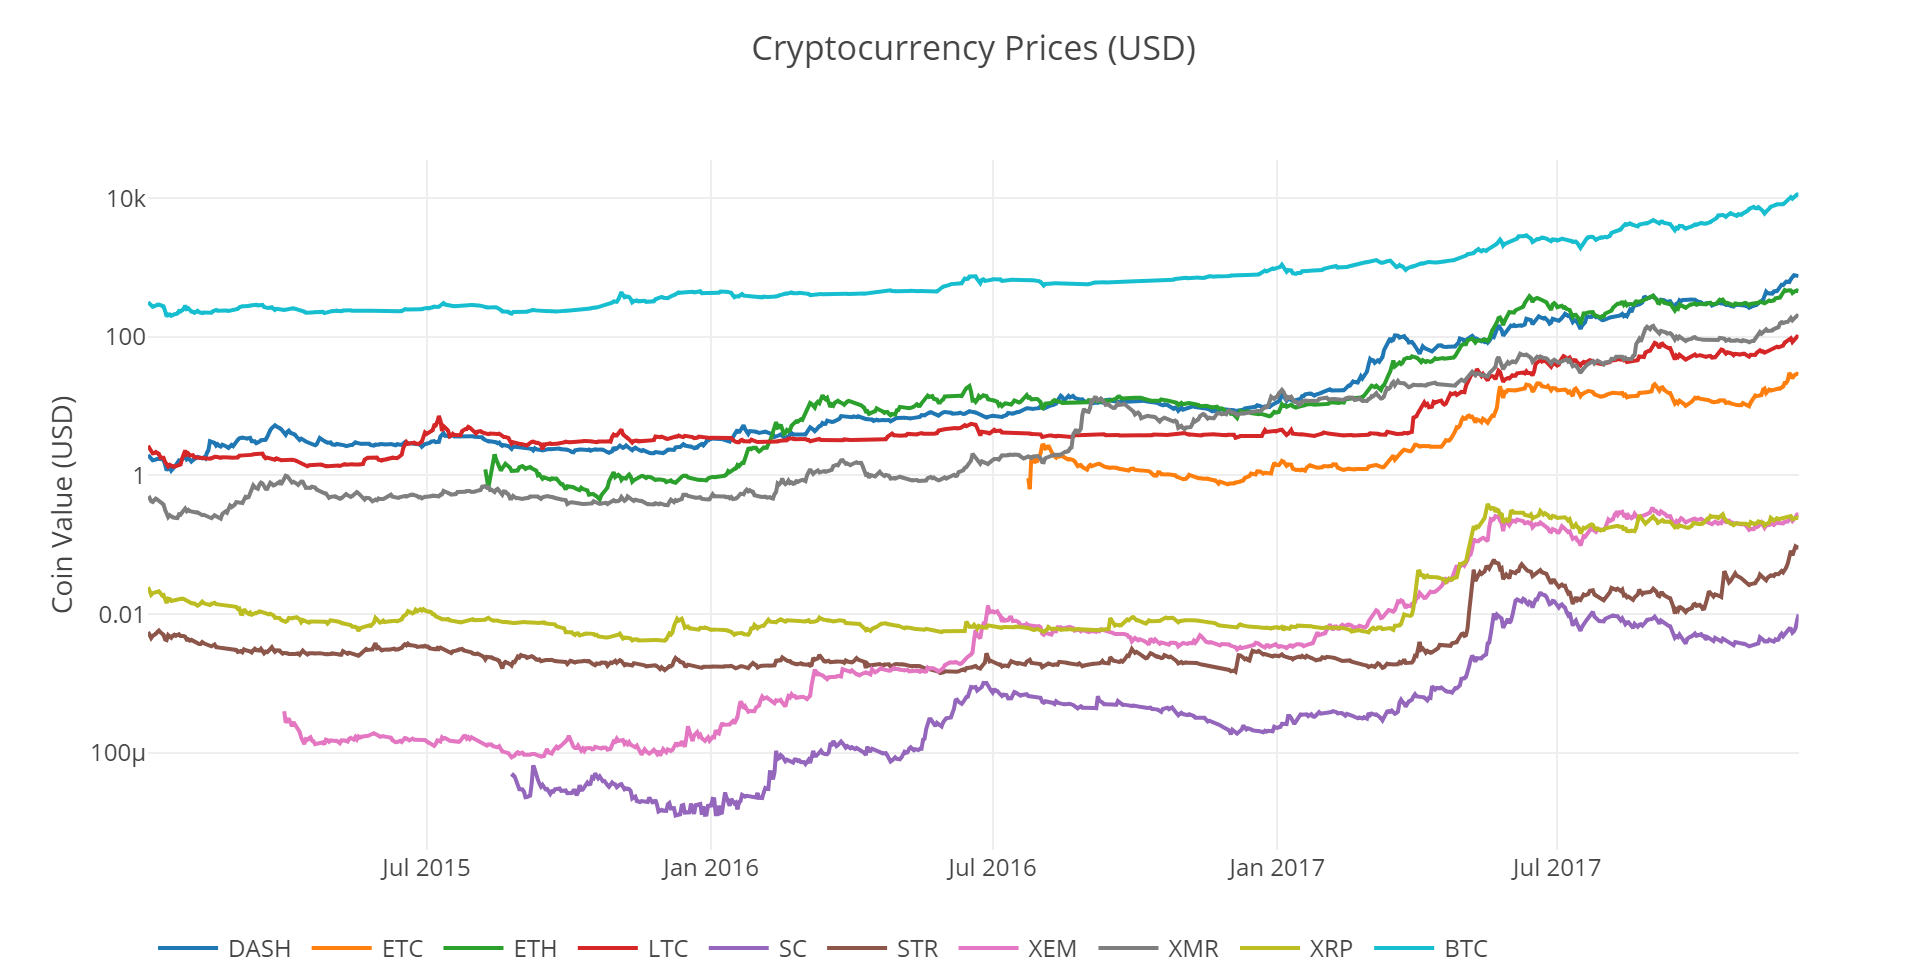 Cryptocurrency Prices (USD)
Coin Value (USD)
10k
100
1
0.01
100μ
Jul 2015 Jan 2016 Jul 2016 Jan 2017 Jul 2017
DASH ETC ETH LTC SC STR XEM XMR XRP BTC